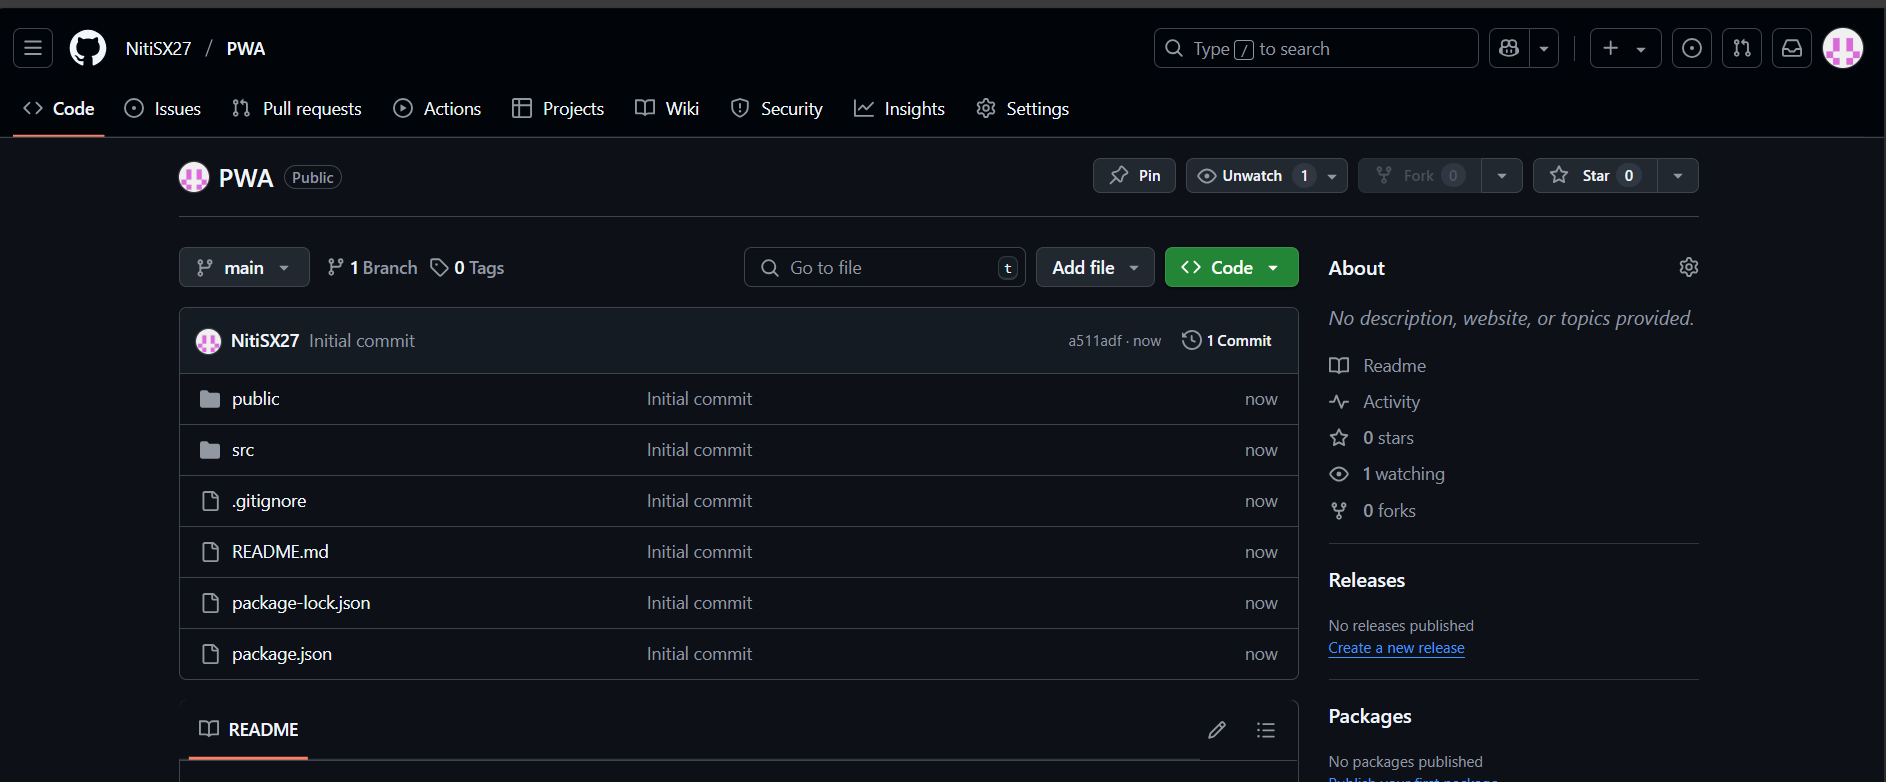 NitiSX27 / PWA
Type / to search
Code Issues Pull requests Actions Projects Wiki Security Insights Settings
PWA Public
Pin Unwatch 1 Fork 0 Star 0
main 1 Branch 0 Tags
Go to file t Add file Code
NitiSX27 Initial commit a511adf · now 1 Commit
public Initial commit now
src Initial commit now
.gitignore Initial commit now
README.md Initial commit now
package-lock.json Initial commit now
package.json Initial commit now
README
About
No description, website, or topics provided.
Readme
Activity
0 stars
1 watching
0 forks
Releases
No releases published
Create a new release
Packages
No packages published
Publish your first package